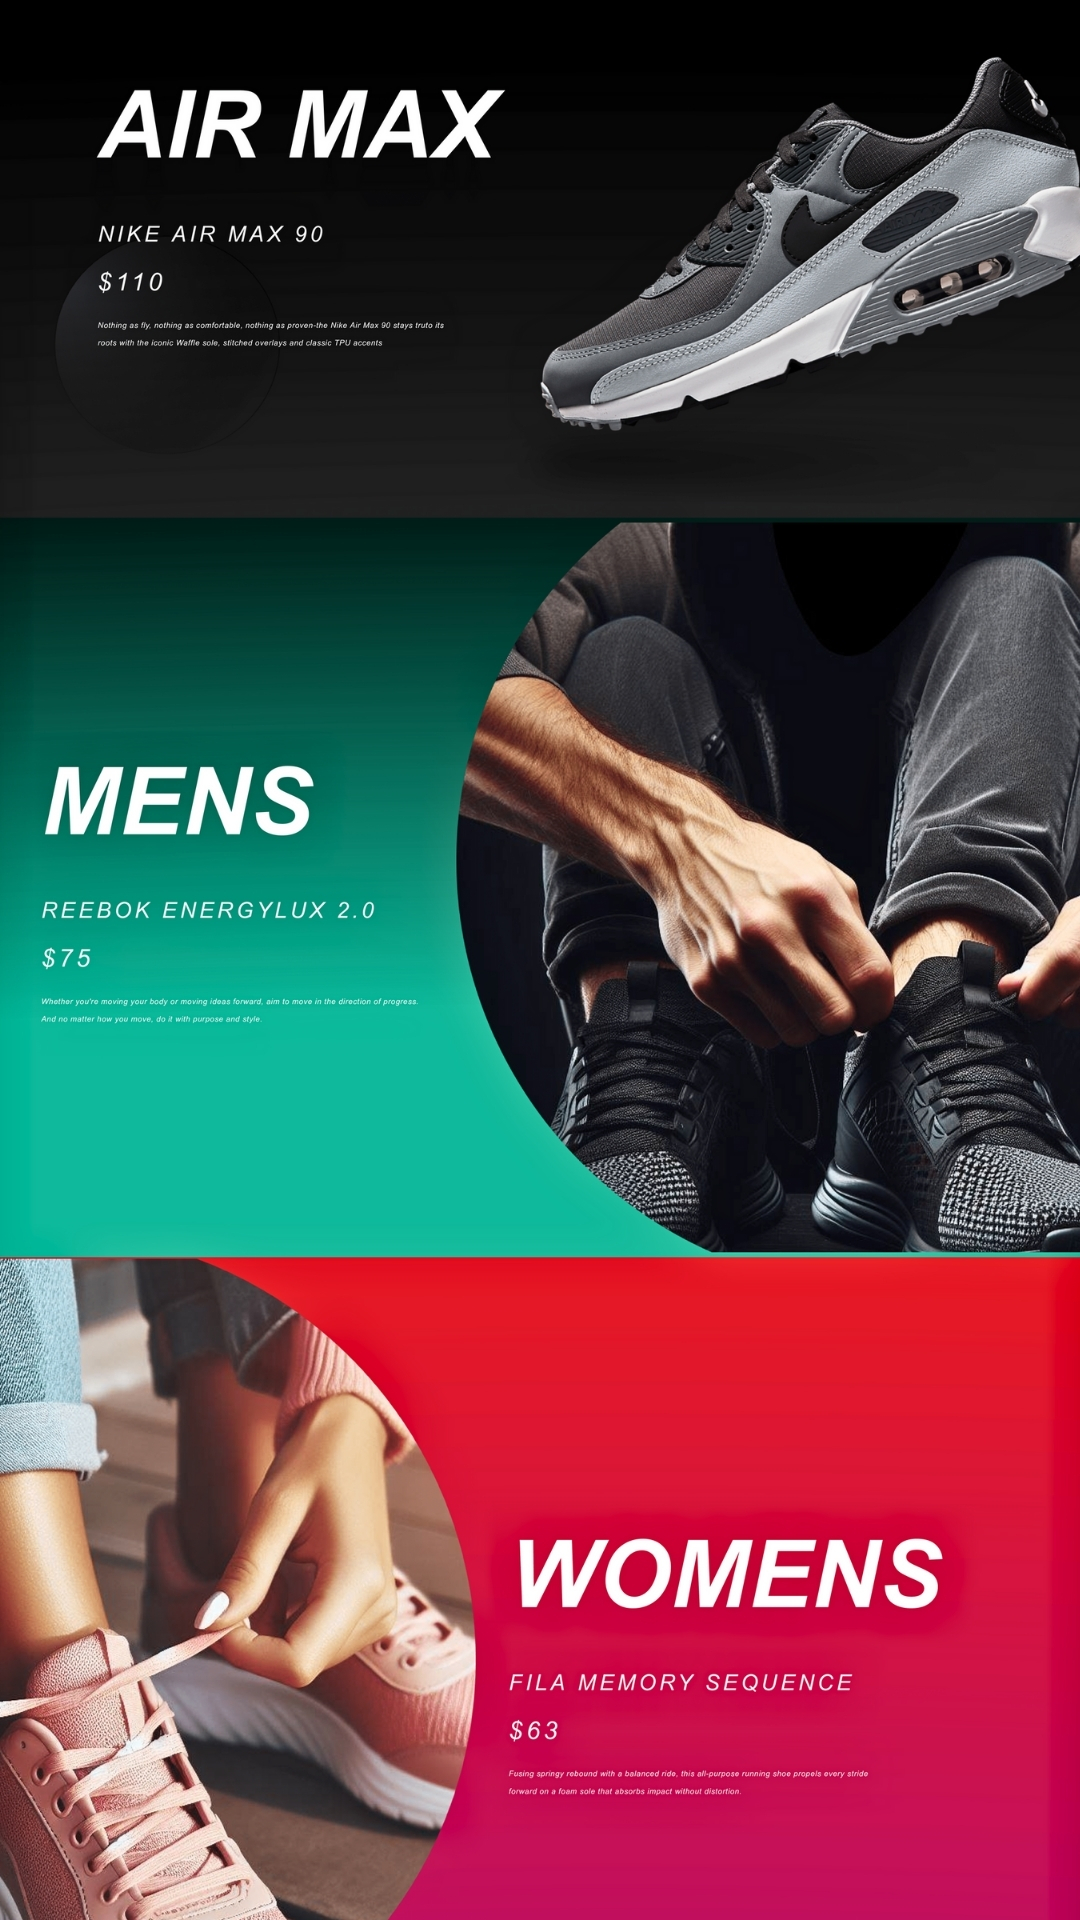 AIR MAX
NIKE AIR MAX 90
$110
Nothing as fly, nothing as comfortable, nothing as proven-the Nike Air Max 90 stays truto its
roots with the iconic Waffle sole, stitched overlays and classic TPU accents
MENS
REEBOK ENERGYLUX 2.0
$75
Whether you're moving your body or moving ideas forward, aim to move in the direction of progress.
And no matter how you move, do it with purpose and style.
WOMENS
FILA MEMORY SEQUENCE
$63
Fusing springy rebound with a balanced ride, this all-purpose running shoe propels every stride
forward on a foam sole that absorbs impact without distortion.